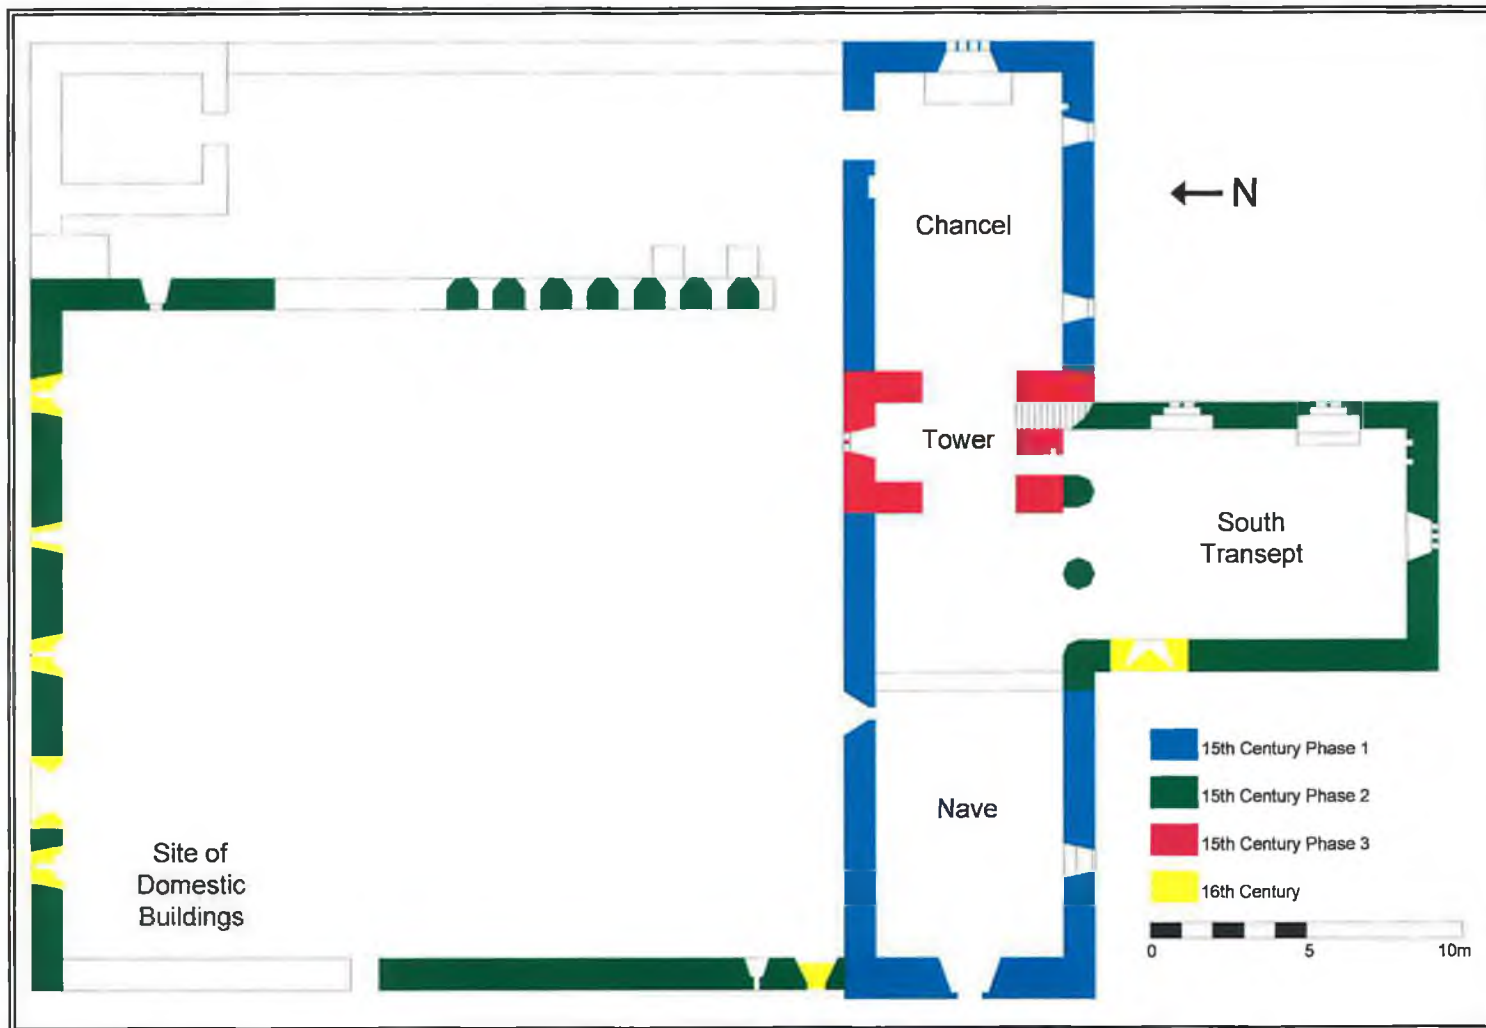 Chancel
N
Tower
South
Transept
Nave
Site of
Domestic
Buildings
15th Century Phase 1
15th Century Phase 2
15th Century Phase 3
16th Century
0 5 10m